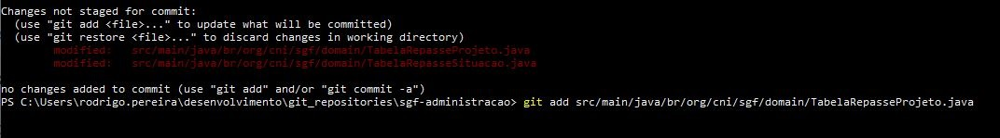 Changes not staged for commit:
(use "git add <file>..." to update what will be committed)
(use "git restore <file>..." to discard changes in working directory)
modified: src/main/java/br/org/cni/sgf/domain/TabelaRepasseProjeto.java
modified: src/main/java/br/org/cni/sgf/domain/TabelaRepasseSituacao.java
no changes added to commit (use "git add" and/or "git commit -a")
PS C:\Users\rodrigo.pereira\desenvolvimento\git_repositories\sgf-administracao> git add src/main/java/br/org/cni/sgf/domain/TabelaRepasseProjeto.java